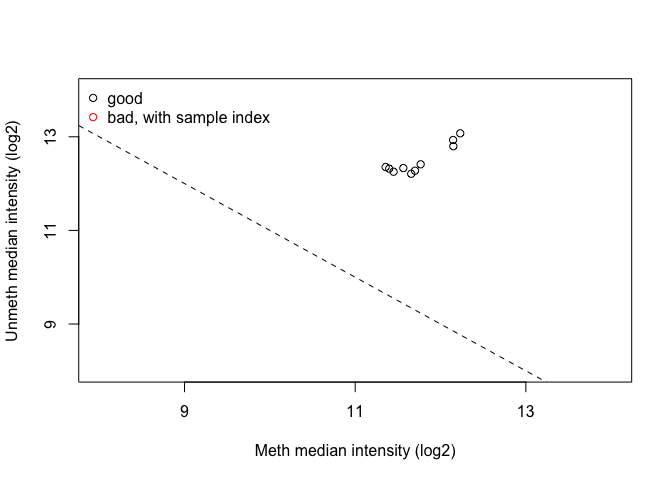 good
bad, with sample index
Unmeth median intensity (log2)
13
11
9
9
11
13
Meth median intensity (log2)